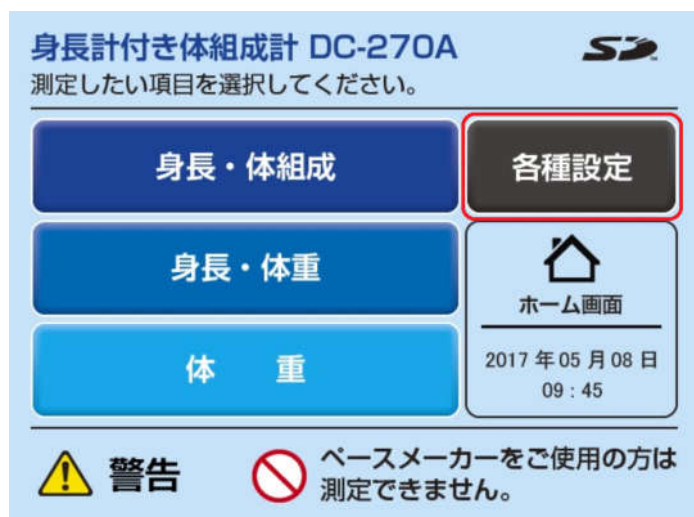 身長計付き体組成計 DC-270A
SD
測定したい項目を選択してください。
身長・体組成
各種設定
身長・体重
ホーム画面
体 重
2017 年 05 月 08 日
09 : 45
警告
ペースメーカーをご使用の方は
測定できません。